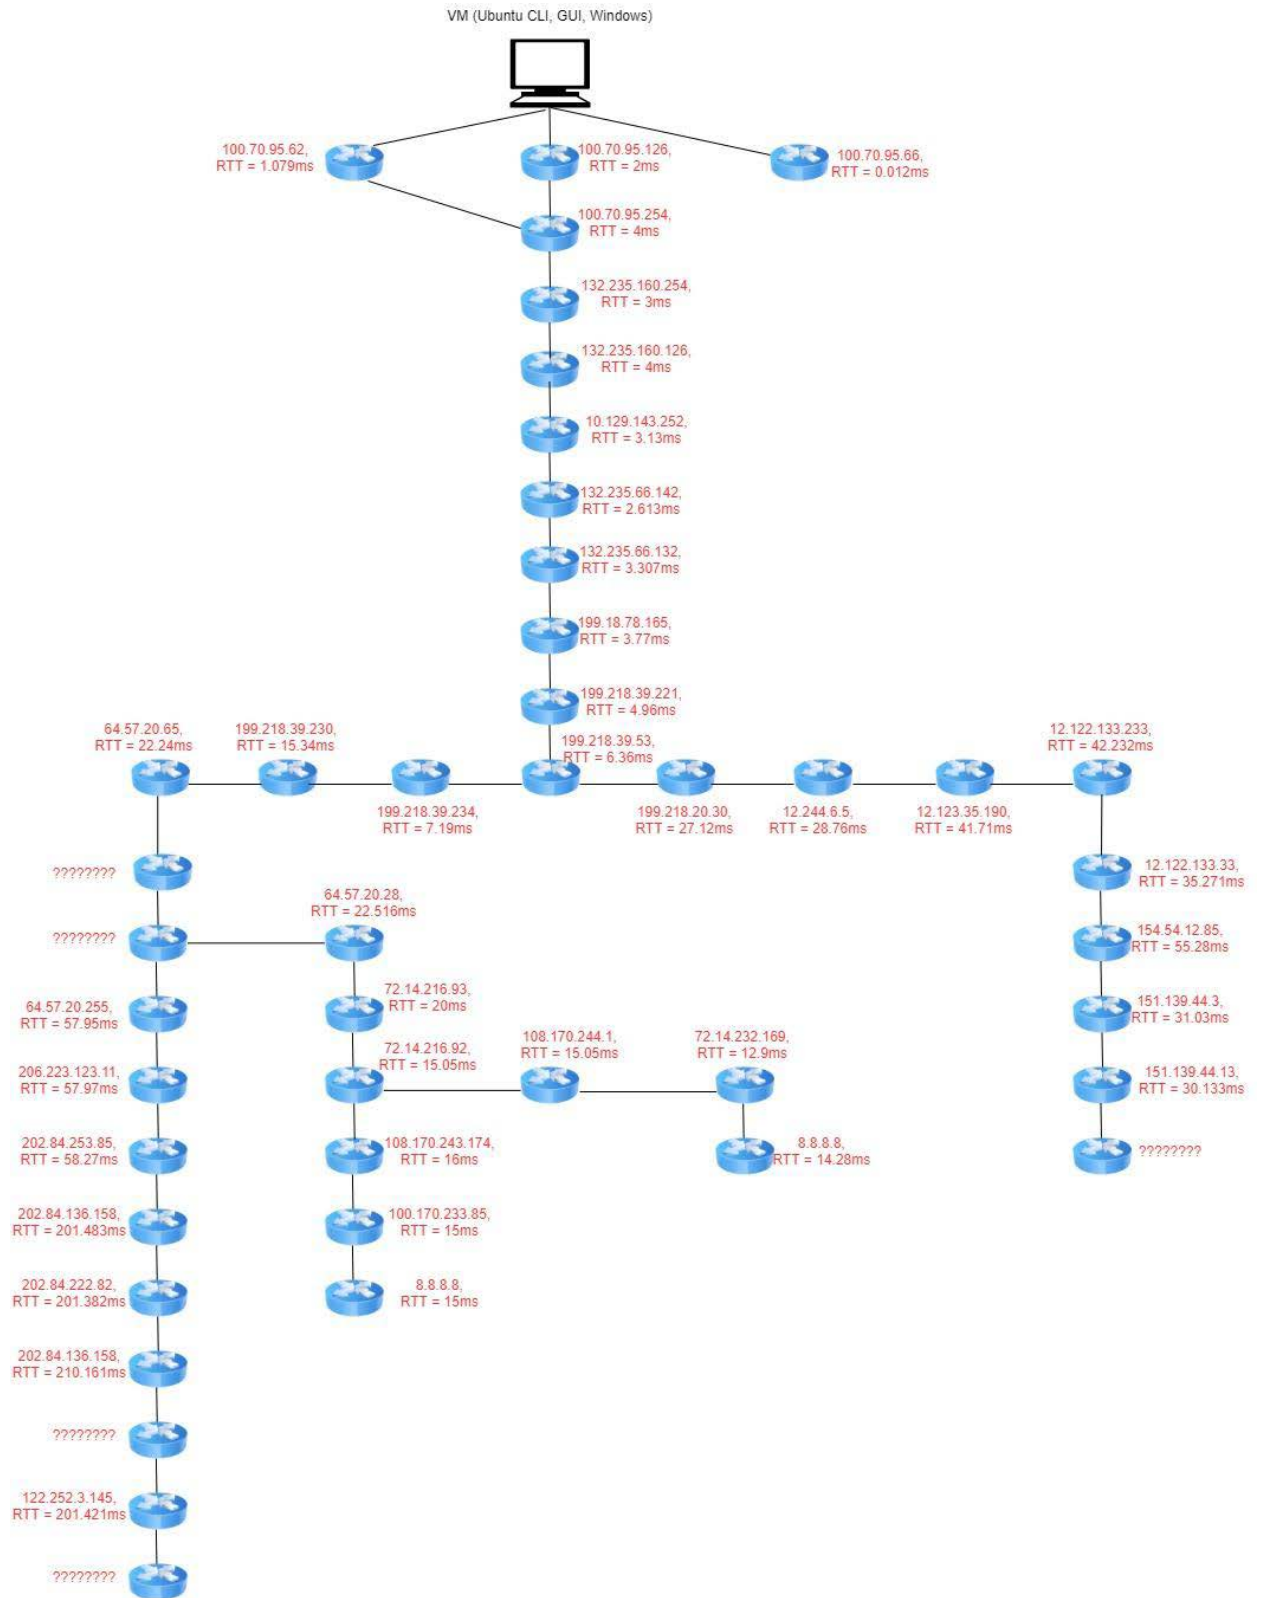 VM (Ubuntu CLI, GUI, Windows)
100.70.95.62,
RTT = 1.079ms
100.70.95.126,
RTT = 2ms
100.70.95.66,
RTT = 0.012ms
100.70.95.254,
RTT = 4ms
132.235.160.254,
RTT = 3ms
132.235.160.126,
RTT = 4ms
10.129.143.252,
RTT = 3.13ms
132.235.66.142,
RTT = 2.613ms
132.235.66.132,
RTT = 3.307ms
199.18.78.165,
RTT = 3.77ms
199.218.39.221,
RTT = 4.96ms
64.57.20.65,
RTT = 22.24ms
199.218.39.230,
RTT = 15.34ms
199.218.39.53,
RTT = 6.36ms
12.122.133.233,
RTT = 42.232ms
199.218.39.234,
RTT = 7.19ms
199.218.20.30,
RTT = 27.12ms
12.244.6.5,
RTT = 28.76ms
12.123.35.190,
RTT = 41.71ms
????????
12.122.133.33,
RTT = 35.271ms
????????
64.57.20.28,
RTT = 22.516ms
154.54.12.85,
RTT = 55.28ms
64.57.20.255,
RTT = 57.95ms
72.14.216.93,
RTT = 20ms
151.139.44.3,
RTT = 31.03ms
206.223.123.11,
RTT = 57.97ms
72.14.216.92,
RTT = 15.05ms
108.170.244.1,
RTT = 15.05ms
72.14.232.169,
RTT = 12.9ms
151.139.44.13,
RTT = 30.133ms
202.84.253.85,
RTT = 58.27ms
108.170.243.174,
RTT = 16ms
8.8.8.8,
RTT = 14.28ms
????????
202.84.136.158,
RTT = 201.483ms
100.170.233.85,
RTT = 15ms
202.84.222.82,
RTT = 201.382ms
8.8.8.8,
RTT = 15ms
202.84.136.158,
RTT = 210.161ms
????????
122.252.3.145,
RTT = 201.421ms
????????